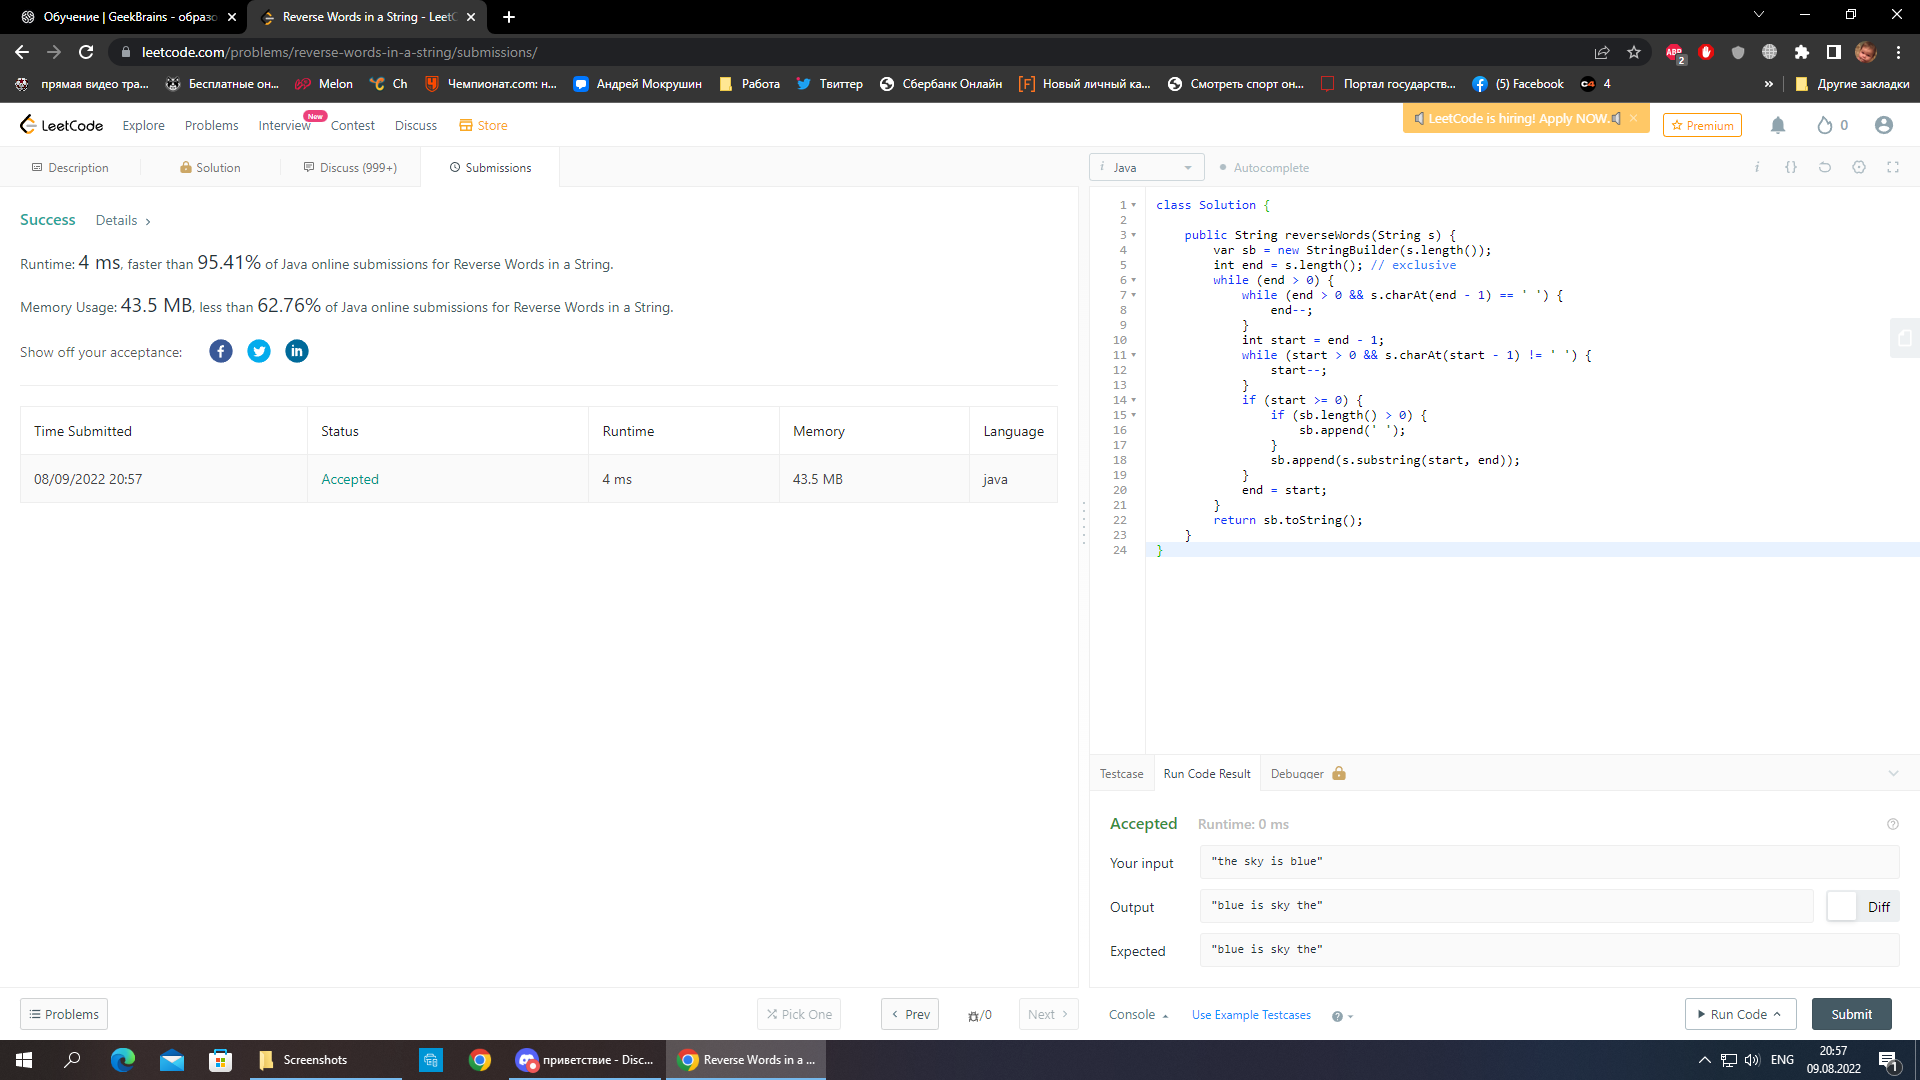 Обучение | GeekBrains - образо
Reverse Words in a String - LeetC
leetcode.com/problems/reverse-words-in-a-string/submissions/
ABP
2
прямая видео тра...
Бесплатные он...
Melon
Ch
Чемпионат.com: н...
Андрей Мокрушин
Работа
Твиттер
Сбербанк Онлайн
[F] Новый личный ка...
Смотреть спорт он...
Портал государств...
(5) Facebook
4
»
Другие закладки
LeetCode
Explore
Problems
Interview
New
Contest
Discuss
Store
LeetCode is hiring! Apply NOW.
Premium
0
Description
Solution
Discuss (999+)
Submissions
i Java
Autocomplete
i
{}
Success
Details
Runtime: 4 ms, faster than 95.41% of Java online submissions for Reverse Words in a String.
Memory Usage: 43.5 MB, less than 62.76% of Java online submissions for Reverse Words in a String.
Show off your acceptance:
Time Submitted Status Runtime Memory Language
08/09/2022 20:57 Accepted 4 ms 43.5 MB java
1 class Solution {
2
3 public String reverseWords(String s) {
4 var sb = new StringBuilder(s.length());
5 int end = s.length(); // exclusive
6 while (end > 0) {
7 while (end > 0 && s.charAt(end - 1) == ' ') {
8 end--;
9 }
10 int start = end - 1;
11 while (start > 0 && s.charAt(start - 1) != ' ') {
12 start--;
13 }
14 if (start >= 0) {
15 if (sb.length() > 0) {
16 sb.append(' ');
17 }
18 sb.append(s.substring(start, end));
19 }
20 end = start;
21 }
22 return sb.toString();
23 }
24 }
Testcase
Run Code Result
Debugger
Accepted
Runtime: 0 ms
Your input
"the sky is blue"
Output
"blue is sky the"
Diff
Expected
"blue is sky the"
Problems
Pick One
Prev
/0
Next
Console
Use Example Testcases
Run Code
Submit
Screenshots
приветствие - Disc...
Reverse Words in a ...
ENG
20:57
09.08.2022
1